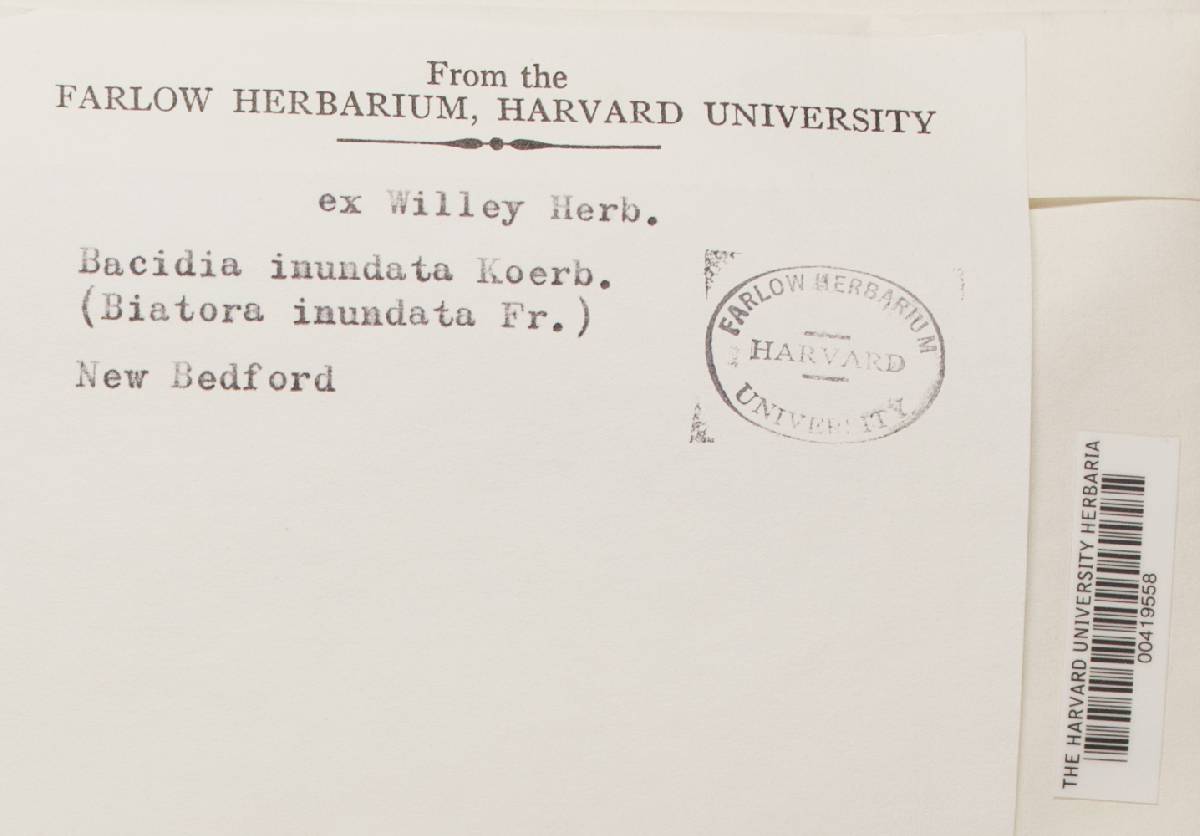 From the
FARLOW HERBARIUM, HARVARD UNIVERSITY
ex Willey Herb.
Bacidia inundata Koerb.
(Biatora inundata Fr.)
New Bedford
FARLOW HERBARIUM
HARVARD
UNIVERSITY
THE HARVARD UNIVERSITY HERBARIA
00419558